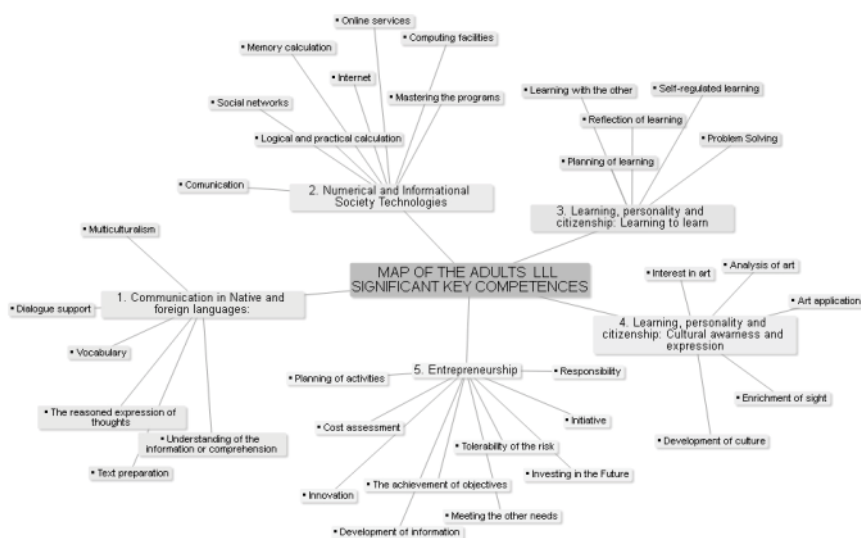 MAP OF THE ADULTS LLL
SIGNIFICANT KEY COMPETENCES
1. Communication in Native and
foreign languages:
▪ Multiculturalism
▪ Dialogue support
▪ Vocabulary
▪ The reasoned expression of
thoughts
▪ Understanding of the
information or comprehension
▪ Text preparation
2. Numerical and Informational
Society Technologies
▪ Comunication
▪ Logical and practical calculation
▪ Social networks
▪ Internet
▪ Memory calculation
▪ Online services
▪ Computing facilities
▪ Mastering the programs
3. Learning, personality and
citizenship: Learning to learn
▪ Learning with the other
▪ Reflection of learning
▪ Planning of learning
▪ Self-regulated learning
▪ Problem Solving
4. Learning, personality and
citizenship: Cultural awarness and
expression
▪ Interest in art
▪ Analysis of art
▪ Art application
▪ Enrichment of sight
▪ Development of culture
5. Entrepreneurship
▪ Planning of activities
▪ Cost assessment
▪ Innovation
▪ Development of information
▪ The achievement of objectives
▪ Meeting the other needs
▪ Tolerability of the risk
▪ Investing in the Future
▪ Initiative
▪ Responsibility